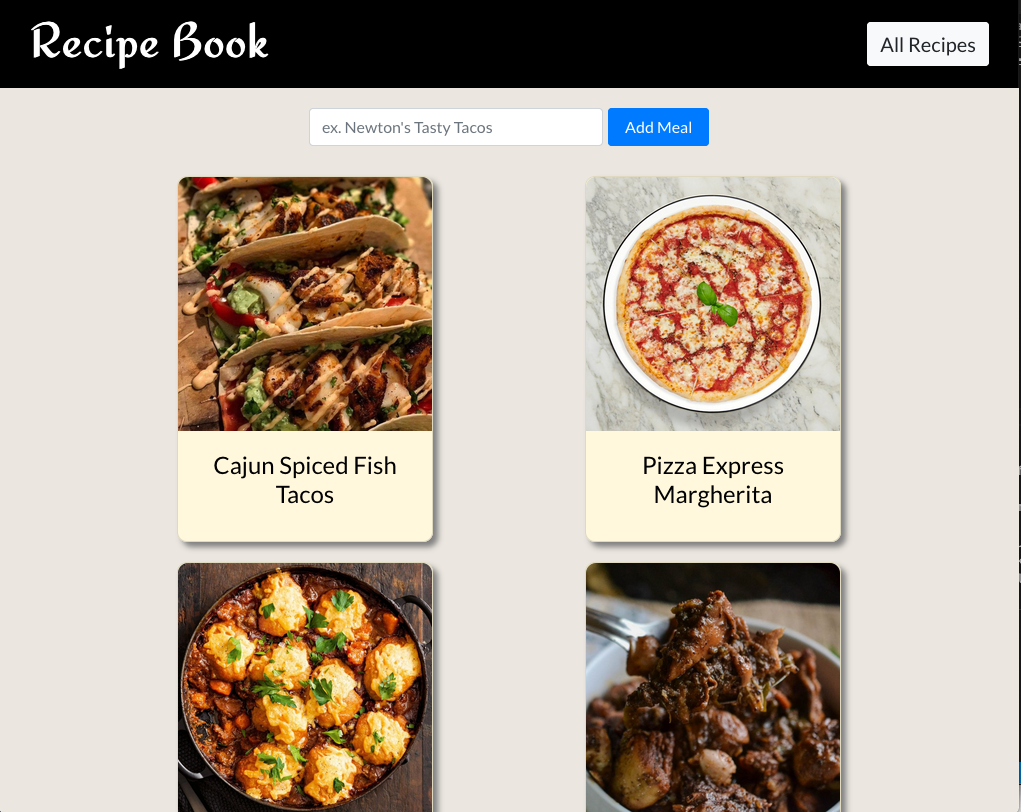 Recipe Book
All Recipes
ex. Newton's Tasty Tacos
Add Meal
Cajun Spiced Fish
Tacos
Pizza Express
Margherita